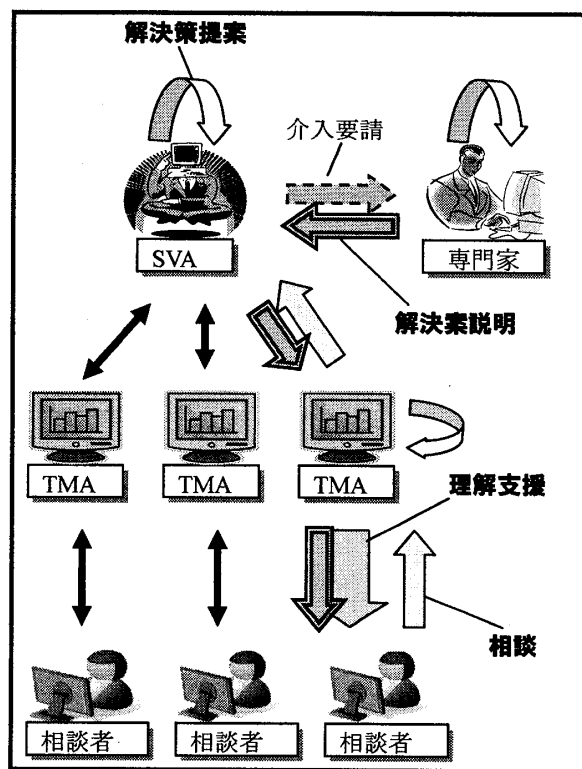 解決策提案
介入要請
SVA
専門家
解決案説明
TMA
TMA
TMA
理解支援
相談
相談者
相談者
相談者